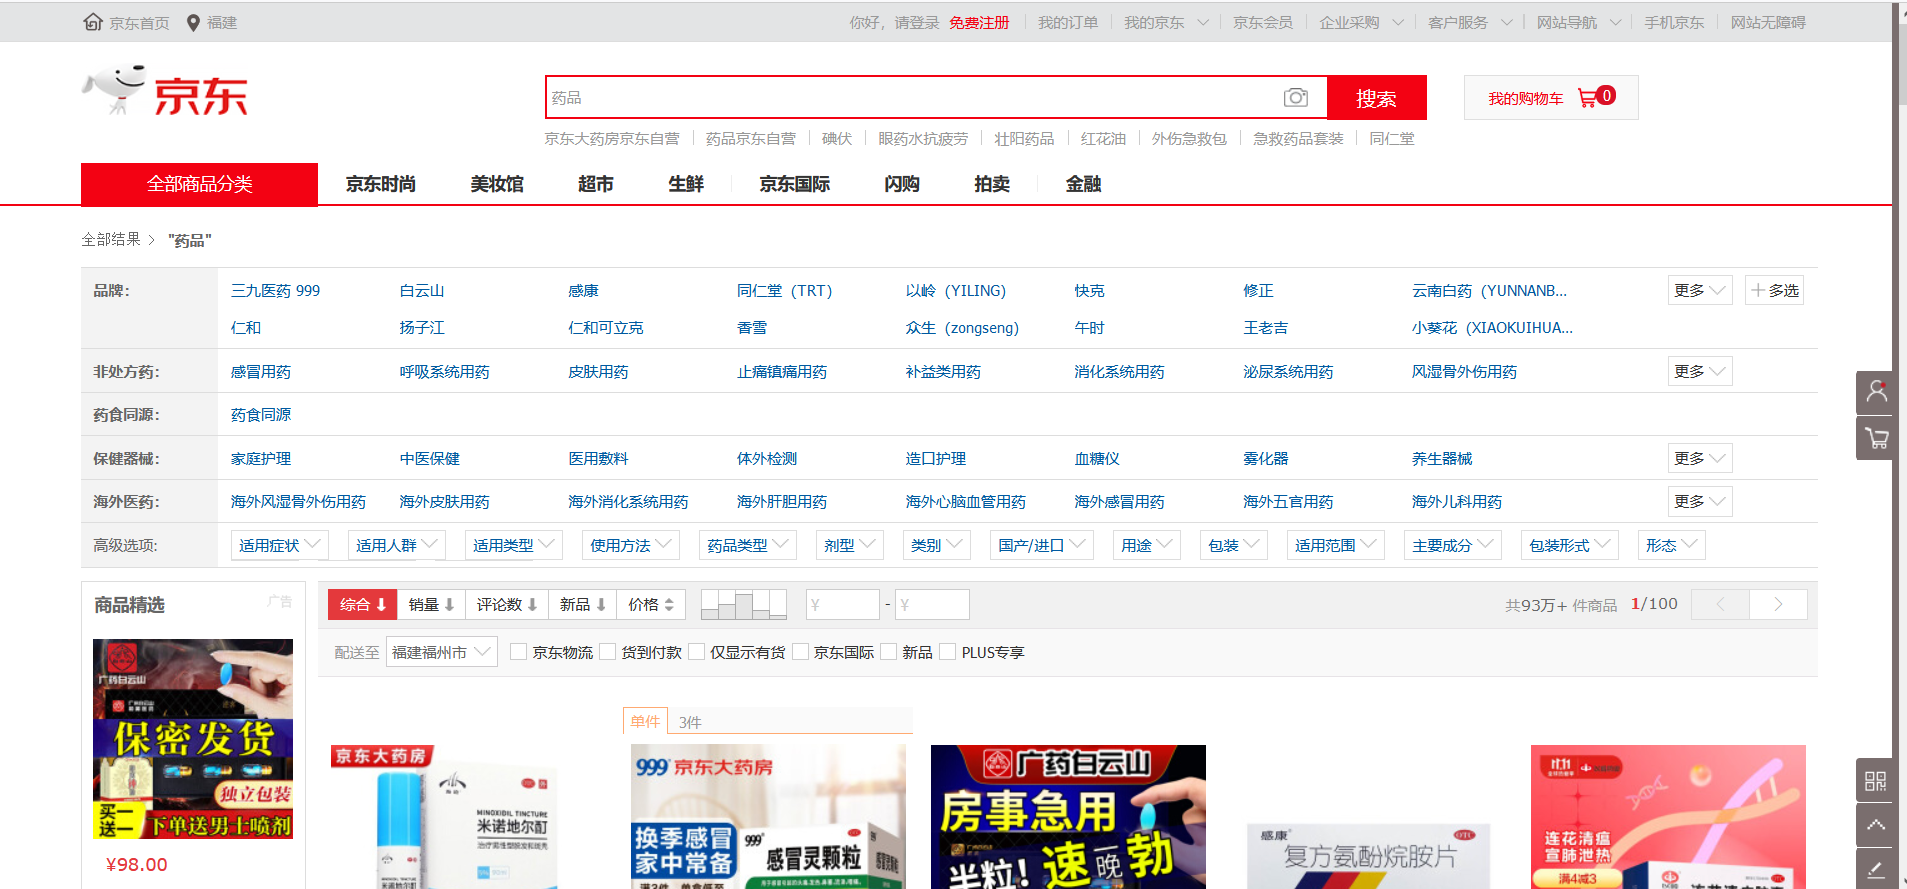 京东首页 福建 你好，请登录 免费注册 我的订单 我的京东 京东会员 企业采购 客户服务 网站导航 手机京东 网站无障碍
京东
药品 搜索 我的购物车 0
京东大药房京东自营 药品京东自营 碘伏 眼药水抗疲劳 壮阳药品 红花油 外伤急救包 急救药品套装 同仁堂
全部商品分类 京东时尚 美妆馆 超市 生鲜 京东国际 闪购 拍卖 金融
全部结果 > "药品"
品牌： 三九医药 999 白云山 感康 同仁堂（TRT） 以岭（YILING） 快克 修正 云南白药（YUNNANB... 更多 多选
仁和 扬子江 仁和可立克 香雪 众生（zongseng） 午时 王老吉 小葵花（XIAOKUIHUA...
非处方药： 感冒用药 呼吸系统用药 皮肤用药 止痛镇痛用药 补益类用药 消化系统用药 泌尿系统用药 风湿骨外伤用药 更多
药食同源： 药食同源
保健器械： 家庭护理 中医保健 医用敷料 体外检测 造口护理 血糖仪 雾化器 养生器械 更多
海外医药： 海外风湿骨外伤用药 海外皮肤用药 海外消化系统用药 海外肝胆用药 海外心脑血管用药 海外感冒用药 海外五官用药 海外儿科用药 更多
高级选项： 适用症状 适用人群 适用类型 使用方法 药品类型 剂型 类别 国产/进口 用途 包装 适用范围 主要成分 包装形式 形态
商品精选 广告
综合 销量 评论数 新品 价格 ¥ - ¥ 共93万+ 件商品 1/100 < >
配送至 福建福州市 京东物流 货到付款 仅显示有货 京东国际 新品 PLUS专享
广药白云山
保密发货
独立包装
买一送一 下单送男士喷剂
¥98.00
单件 3件
京东大药房
MINOXIDIL TINCTURE
米诺地尔酊
治疗男性型脱发和斑秃
米诺地尔酊
999 京东大药房
换季感冒
家中常备
999 感冒灵颗粒
广药白云山
房事急用
半粒! 速 一晚 勃
感康 OTC
复方氨酚烷胺片
11.11
连花清瘟
宣肺泄热
满4减3